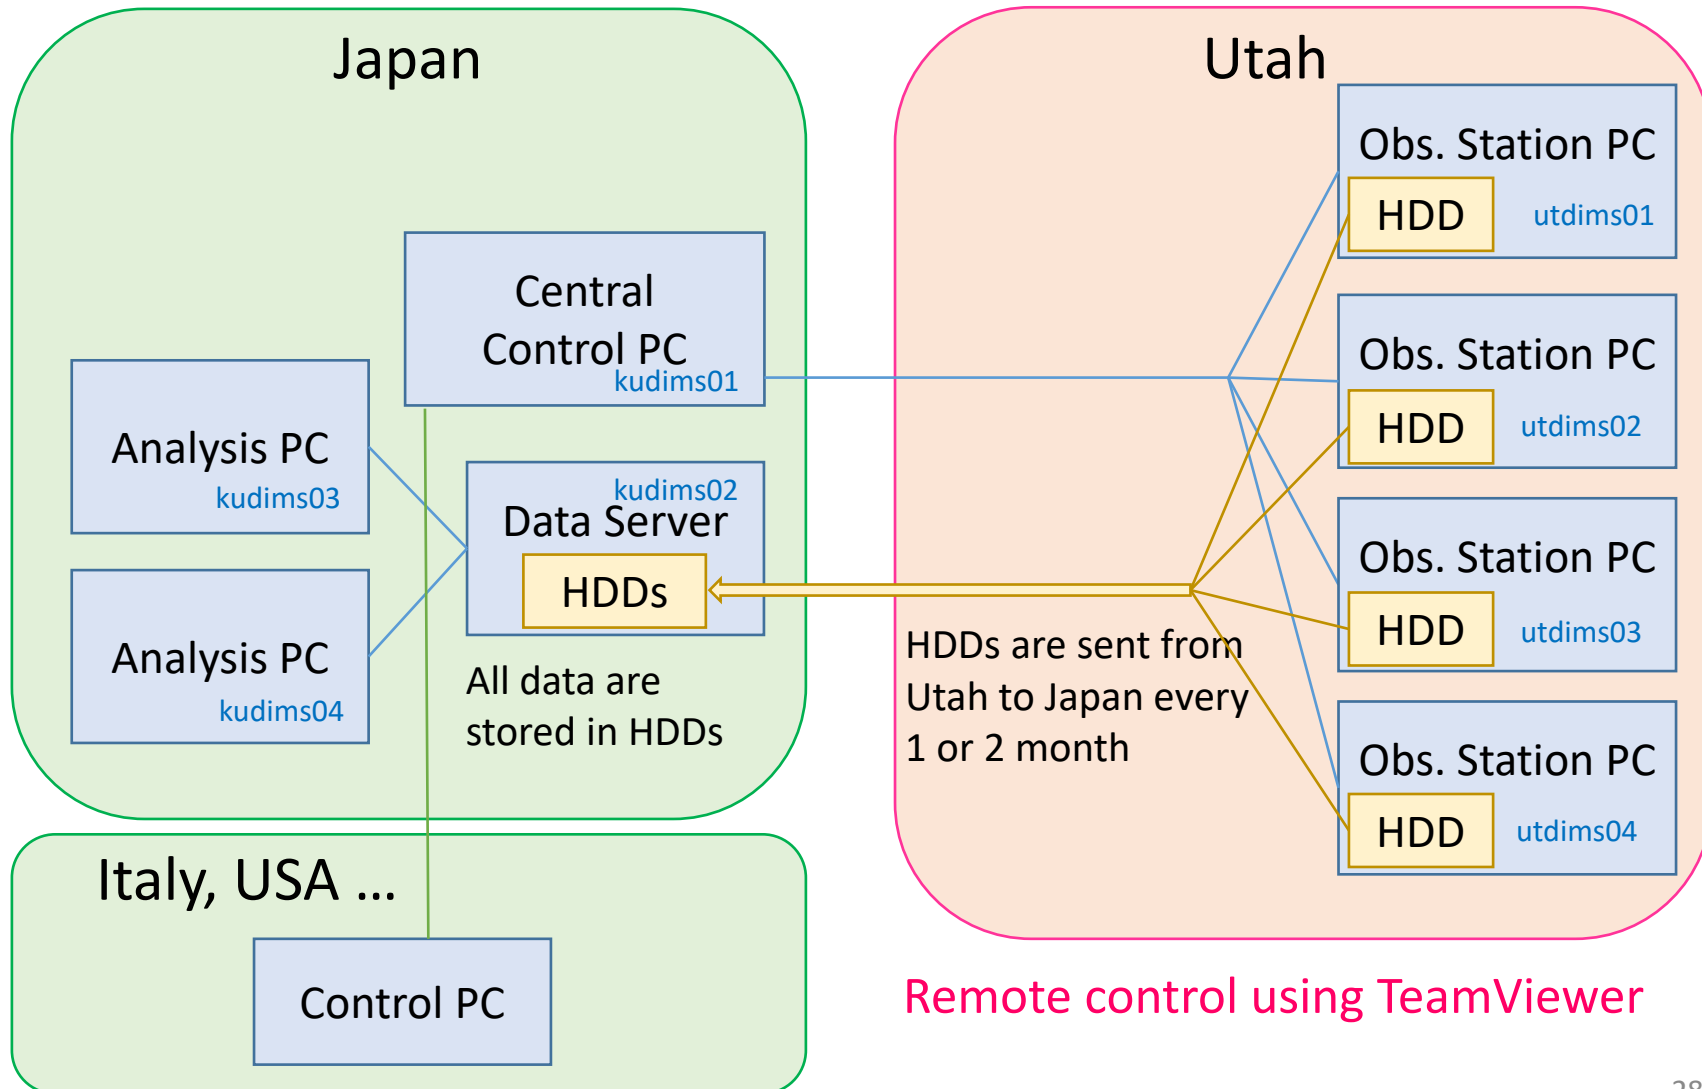 Japan
Central
Control PC
kudims01
Analysis PC
kudims03
kudims02
Data Server
HDDs
Analysis PC
kudims04
All data are
stored in HDDs
Italy, USA ...
Control PC
Utah
Obs. Station PC
HDD
utdims01
Obs. Station PC
HDD
utdims02
Obs. Station PC
HDD
utdims03
Obs. Station PC
HDD
utdims04
HDDs are sent from
Utah to Japan every
1 or 2 month
Remote control using TeamViewer
28